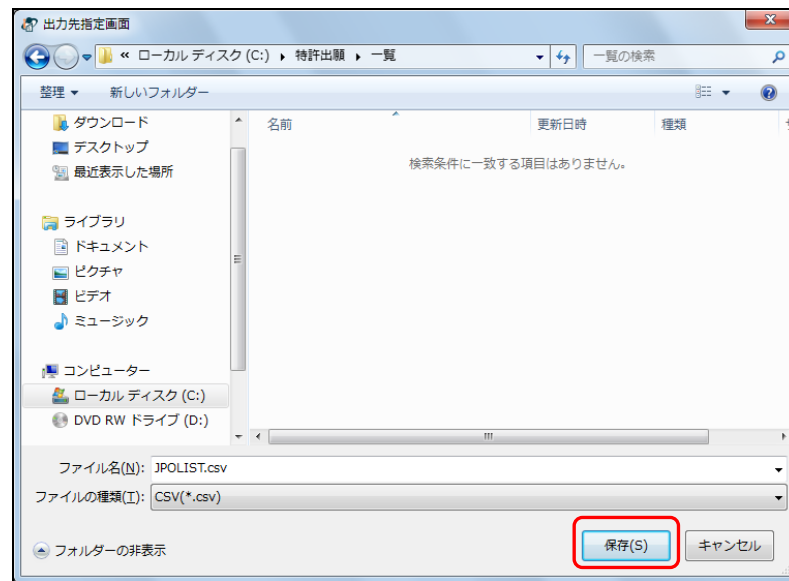 出力先指定画面
« ローカル ディスク (C:) 特許出願 一覧
一覧の検索
整理 新しいフォルダー
名前 更新日時 種類
検索条件に一致する項目はありません。
ダウンロード
デスクトップ
最近表示した場所
ライブラリ
ドキュメント
ピクチャ
ビデオ
ミュージック
コンピューター
ローカル ディスク (C:)
DVD RW ドライブ (D:)
ファイル名(N): JPOLIST.csv
ファイルの種類(T): CSV(*.csv)
フォルダーの非表示
保存(S) キャンセル